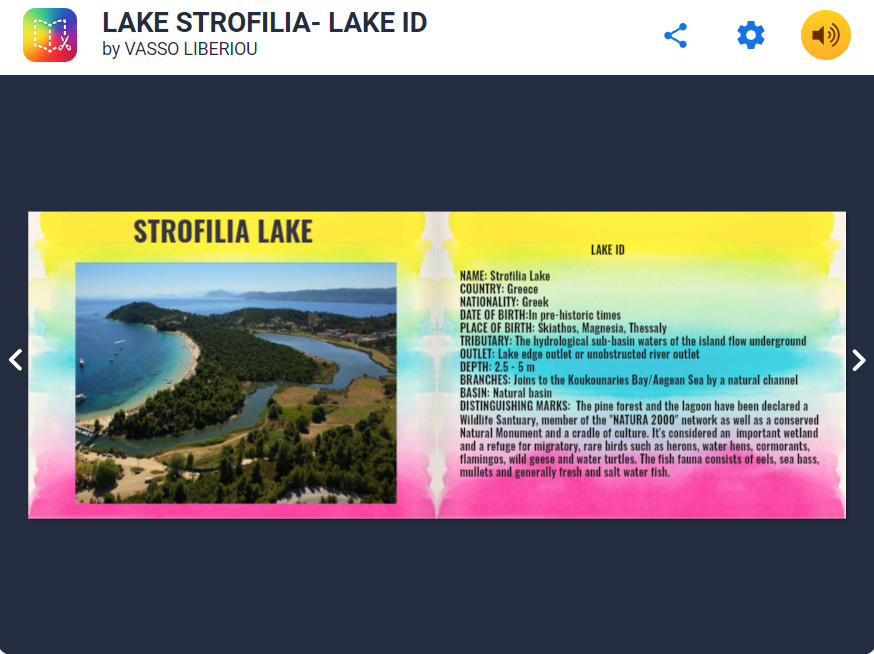 LAKE STROFILIA- LAKE ID
by VASSO LIBERIOU
STROFILIA LAKE
LAKE ID
NAME: Strofilia Lake
COUNTRY: Greece
NATIONALITY: Greek
DATE OF BIRTH:In pre-historic times
PLACE OF BIRTH: Skiathos, Magnesia, Thessaly
TRIBUTARY: The hydrological sub-basin waters of the island flow underground
OUTLET: Lake edge outlet or unobstructed river outlet
DEPTH: 2.5 - 5 m
BRANCHES: Joins to the Koukounaries Bay/Aegean Sea by a natural channel
BASIN: Natural basin
DISTINGUISHING MARKS: The pine forest and the lagoon have been declared a
Wildlife Santuary, member of the "NATURA 2000" network as well as a conserved
Natural Monument and a cradle of culture. It's considered an important wetland
and a refuge for migratory, rare birds such as herons, water hens, cormorants,
flamingos, wild geese and water turtles. The fish fauna consists of eels, sea bass,
mullets and generally fresh and salt water fish.